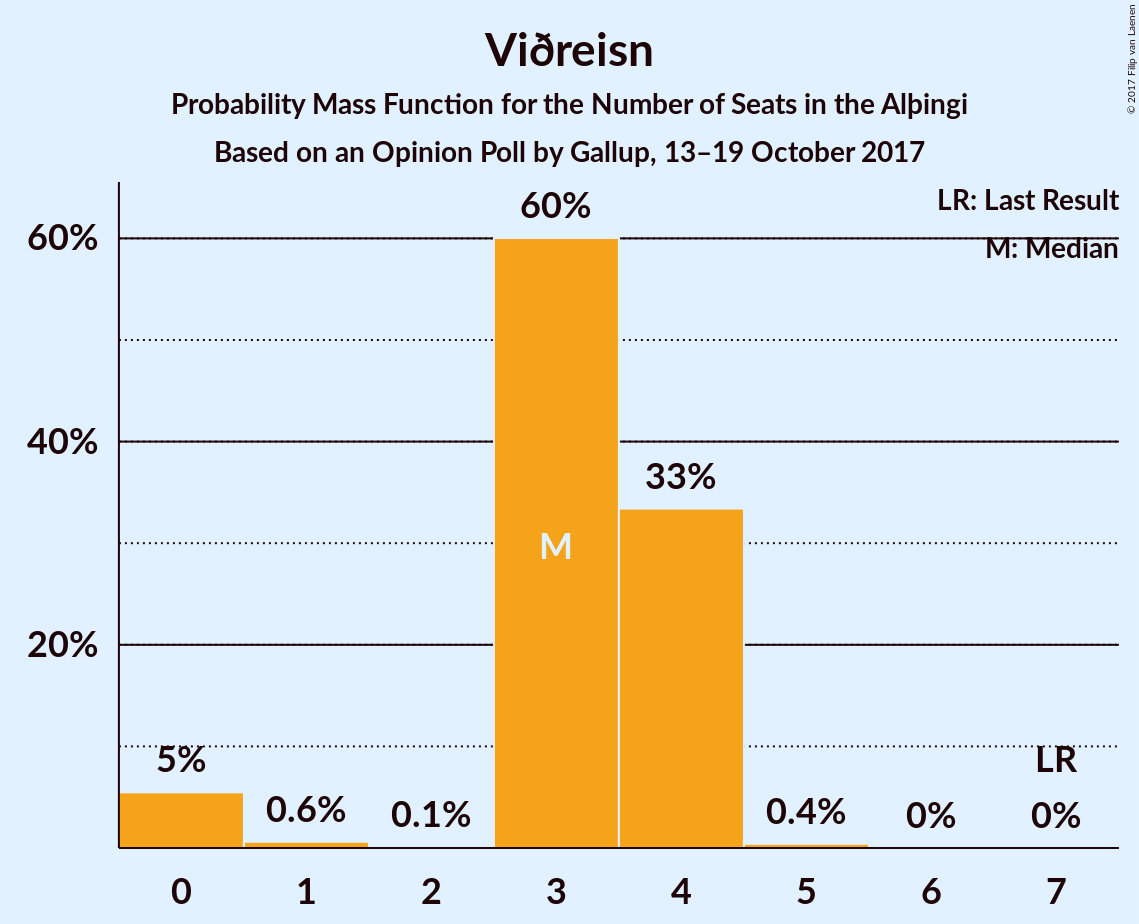 Viðreisn
Probability Mass Function for the Number of Seats in the Alþingi
Based on an Opinion Poll by Gallup, 13–19 October 2017
© 2017 Filip van Laenen
LR: Last Result
M: Median
60%
40%
20%
5%
0.6%
0.1%
60%
M
33%
0.4%
0%
LR
0%
0 1 2 3 4 5 6 7